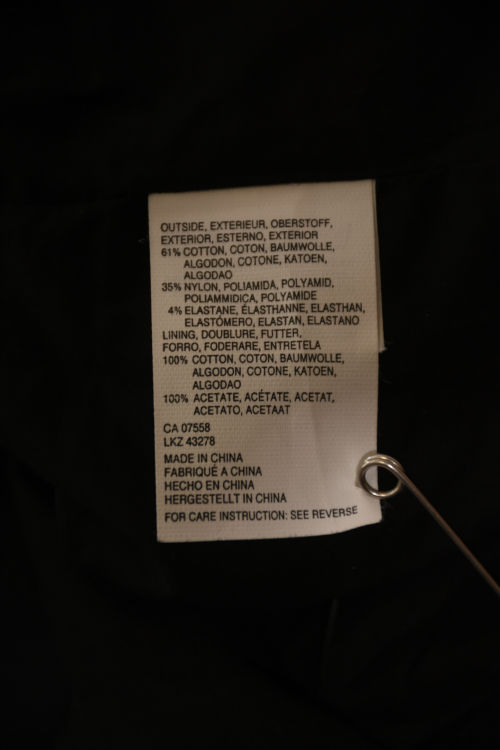 OUTSIDE, EXTERIEUR, OBERSTOFF,
EXTERIOR, ESTERNO, EXTERIOR
61% COTTON, COTON, BAUMWOLLE,
ALGODON, COTONE, KATOEN,
ALGODAO
35% NYLON, POLIAMIDA, POLYAMID,
POLIAMMIDICA, POLYAMIDE
4% ELASTANE, ÉLASTHANNE, ELASTHAN,
ELASTÓMERO, ELASTAN, ELASTANO
LINING, DOUBLURE, FUTTER,
FORRO, FODERARE, ENTRETELA
100% COTTON, COTON, BAUMWOLLE,
ALGODON, COTONE, KATOEN,
ALGODAO
100% ACETATE, ACÉTATE, ACETAT,
ACETATO, ACETAAT
CA 07558
LKZ 43278
MADE IN CHINA
FABRIQUÉ A CHINA
HECHO EN CHINA
HERGESTELLT IN CHINA
FOR CARE INSTRUCTION: SEE REVERSE